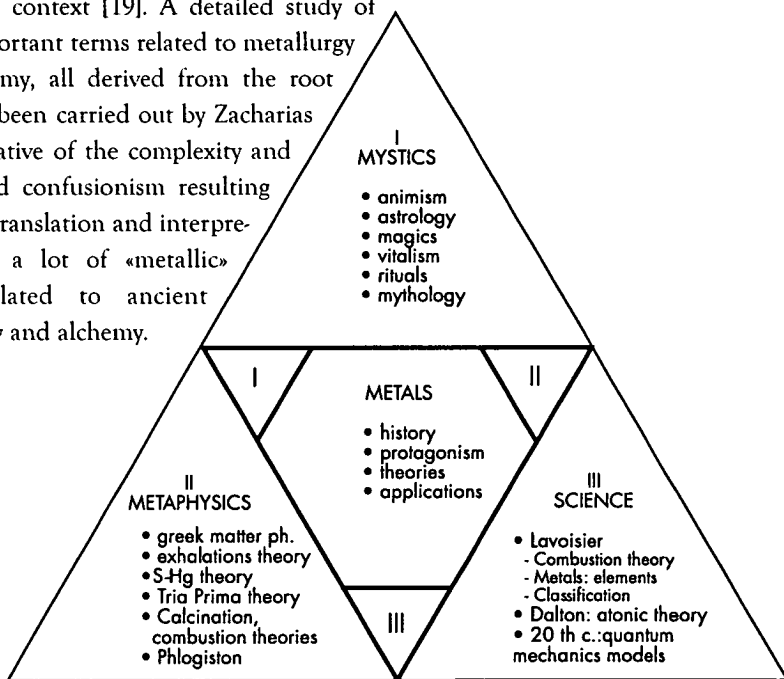 context [19]. A detailed study of
ortant terms related to metallurgy
my, all derived from the root
been carried out by Zacharias
ative of the complexity and
d confusionism resulting
ranslation and interpre-
a lot of «metallic»
lated to ancient
and alchemy.
I
MYSTICS
• animism
• astrology
• magics
• vitalism
• rituals
• mythology
I
II
METALS
• history
• protagonism
• theories
• applications
II
METAPHYSICS
• greek matter ph.
• exhalations theory
•S-Hg theory
• Tria Prima theory
• Calcination,
combustion theories
• Phlogiston
III
III
SCIENCE
• Lavoisier
- Combustion theory
- Metals: elements
- Classification
• Dalton: atonic theory
• 20 th c.:quantum
mechanics models